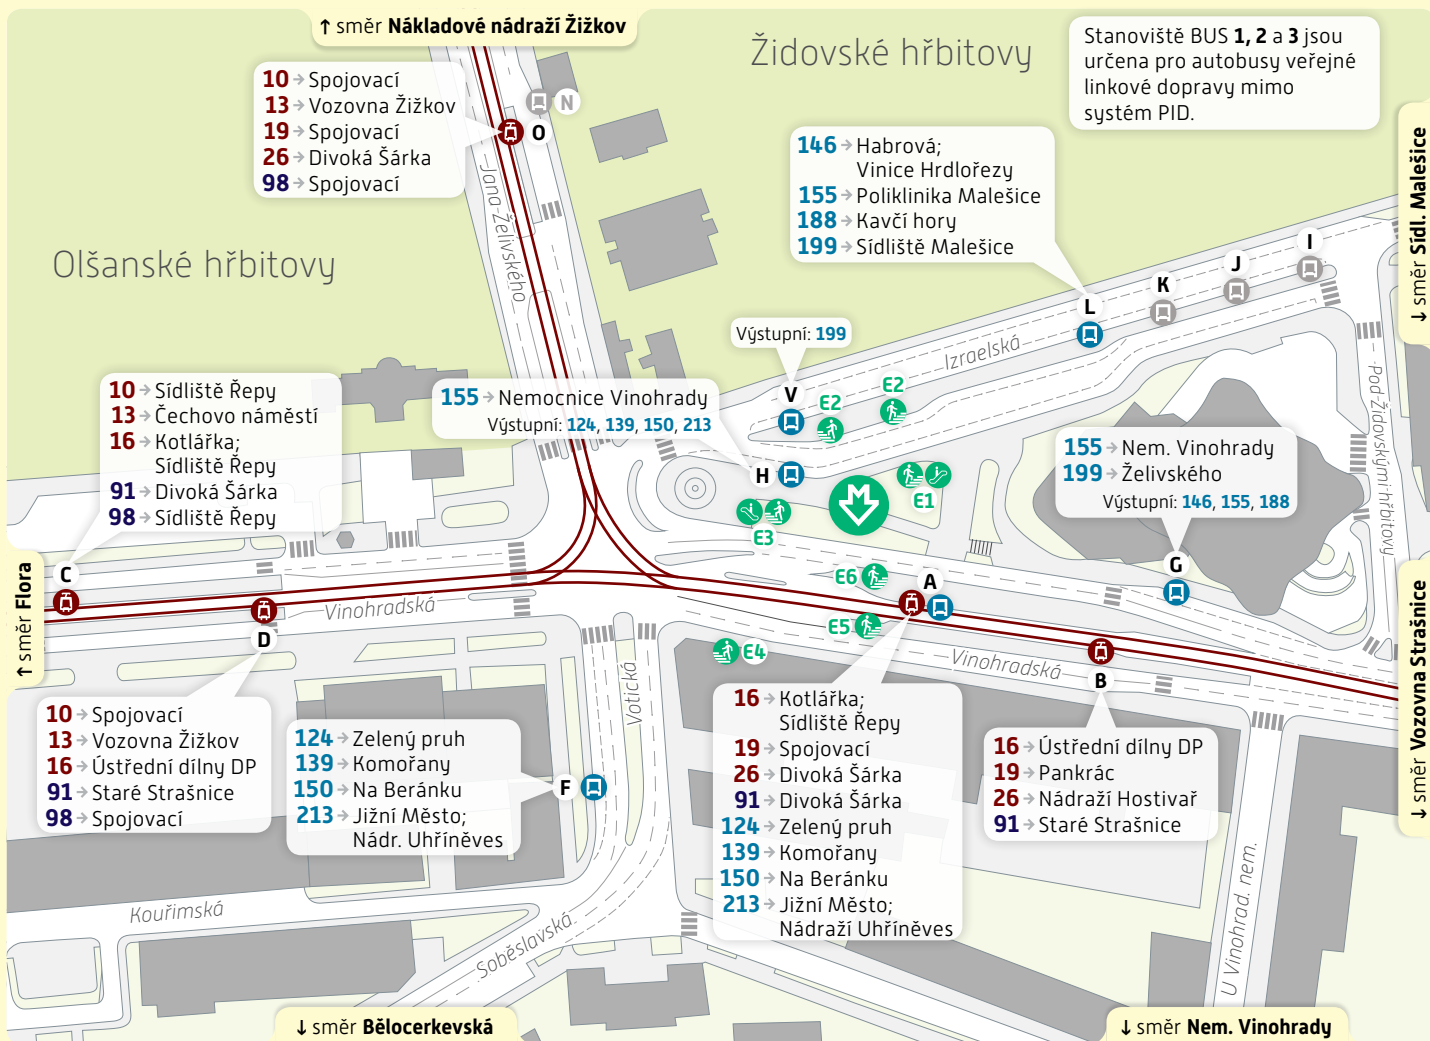 ↑ směr Nákladové nádraží Žižkov
Židovské hřbitovy
Stanoviště BUS 1, 2 a 3 jsou
určena pro autobusy veřejné
linkové dopravy mimo
systém PID.
10 → Spojovací
13 → Vozovna Žižkov
19 → Spojovací
26 → Divoká Šárka
98 → Spojovací
N
O
Jana Želivského
Olšanské hřbitovy
146 → Habrová;
Vinice Hrdlořezy
155 → Poliklinika Malešice
188 → Kavčí hory
199 → Sídliště Malešice
↓ směr Sídl. Malešice
I
J
K
L
Izraelská
Pod Židovskými hřbitovy
Výstupní: 199
V
E2
E2
10 → Sídliště Řepy
13 → Čechovo náměstí
16 → Kotlářka;
Sídliště Řepy
91 → Divoká Šárka
98 → Sídliště Řepy
155 → Nemocnice Vinohrady
Výstupní: 124, 139, 150, 213
H
E1
E3
155 → Nem. Vinohrady
199 → Želivského
Výstupní: 146, 155, 188
G
↑ směr Flora
C
D
Vinohradská
E6
A
E5
E4
Vinohradská
B
↓ směr Vozovna Strašnice
Votická
10 → Spojovací
13 → Vozovna Žižkov
16 → Ústřední dílny DP
91 → Staré Strašnice
98 → Spojovací
124 → Zelený pruh
139 → Komořany
150 → Na Beránku
213 → Jižní Město;
Nádr. Uhříněves
F
16 → Kotlářka;
Sídliště Řepy
19 → Spojovací
26 → Divoká Šárka
91 → Divoká Šárka
124 → Zelený pruh
139 → Komořany
150 → Na Beránku
213 → Jižní Město;
Nádraží Uhříněves
16 → Ústřední dílny DP
19 → Pankrác
26 → Nádraží Hostivař
91 → Staré Strašnice
Kouřimská
Soběslavská
U Vinohrad. nem.
↓ směr Bělocerkevská
↓ směr Nem. Vinohrady